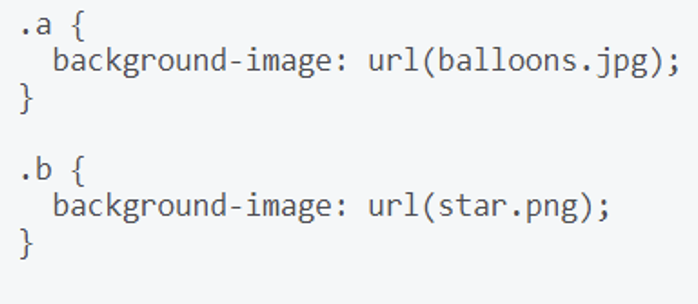 .a {
  background-image: url(balloons.jpg);
}

.b {
  background-image: url(star.png);
}